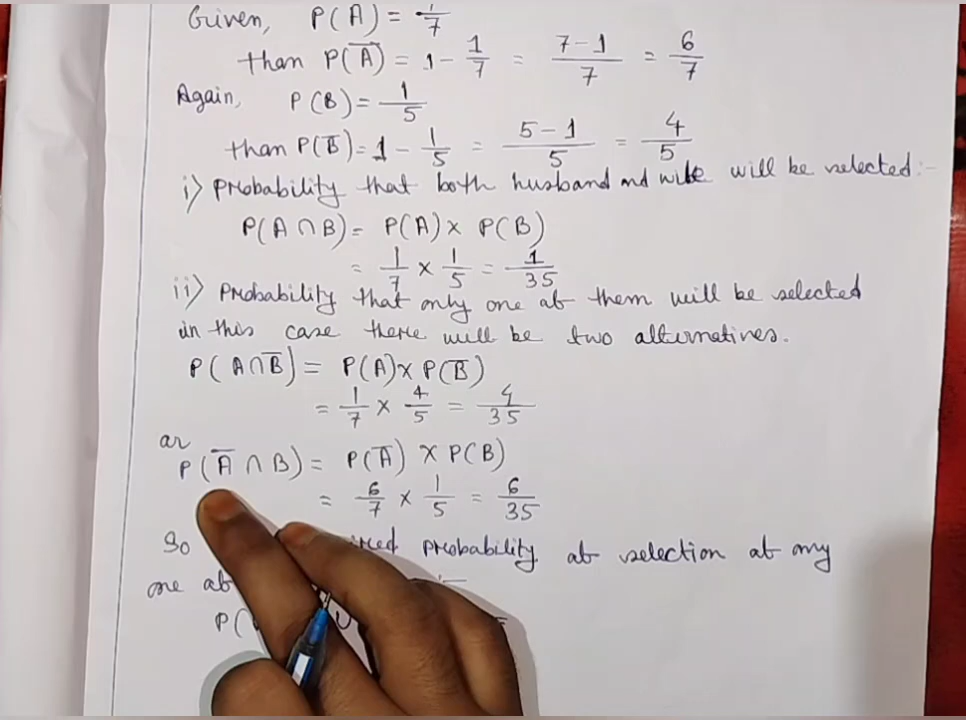 Given, P(A) = 1/7
than P(A̅) = 1 - 1/7 = 7-1/7 = 6/7
Again, P(B) = 1/5
than P(B̅) = 1 - 1/5 = 5-1/5 = 4/5
i) Probability that both husband and wife will be selected:-
P(A∩B) = P(A) × P(B)
= 1/7 × 1/5 = 1/35
ii) Probability that only one of them will be selected
in this case there will be two alternatives.
P(A∩B̅) = P(A) × P(B̅)
= 1/7 × 4/5 = 4/35
or
P(A̅∩B) = P(A̅) × P(B)
= 6/7 × 1/5 = 6/35
So probability of selection of any
one of
P(